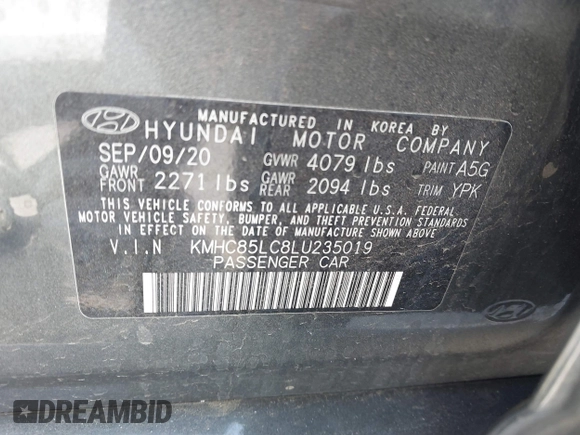 MANUFACTURED IN KOREA BY
HYUNDAI MOTOR COMPANY
SEP/09/20 GVWR 4079 lbs PAINT A5G
GAWR FRONT 2271 lbs GAWR REAR 2094 lbs TRIM YPK
THIS VEHICLE CONFORMS TO ALL APPLICABLE U.S.A. FEDERAL
MOTOR VEHICLE SAFETY, BUMPER, AND THEFT PREVENTION STANDARDS
IN EFFECT ON THE DATE OF MANUFACTURE SHOWN ABOVE.
V.I.N KMHC85LC8LU235019
PASSENGER CAR
DREAMBID